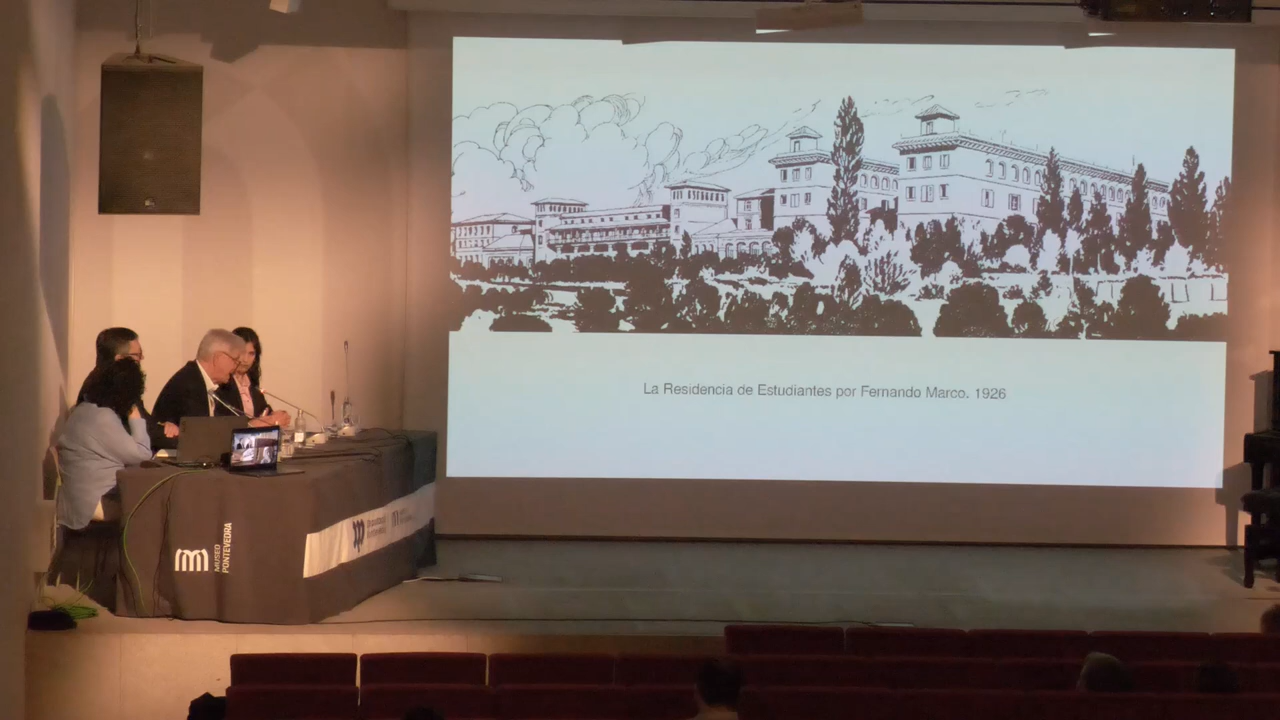 La Residencia de Estudiantes por Fernando Marco. 1926
MUSEO
PONTEVEDRA